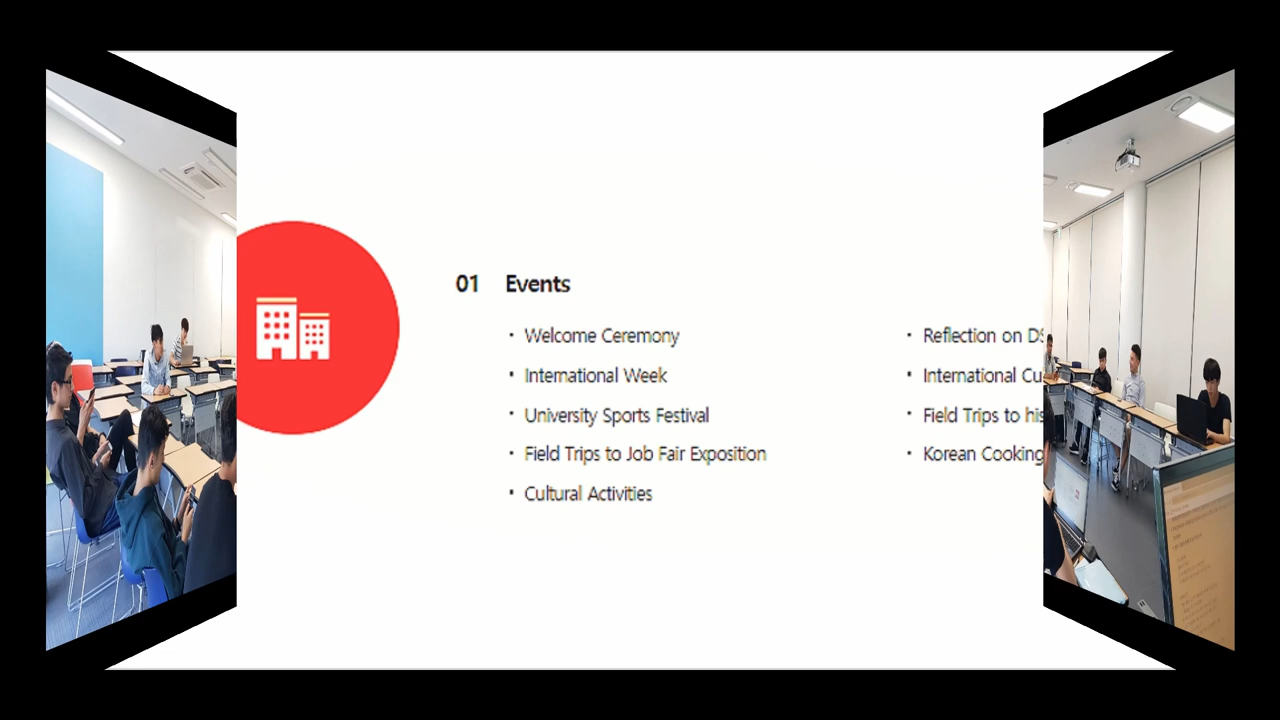 01 Events
Welcome Ceremony
International Week
University Sports Festival
Field Trips to Job Fair Exposition
Cultural Activities
Reflection on
International
Field Trips to
Korean Cooking